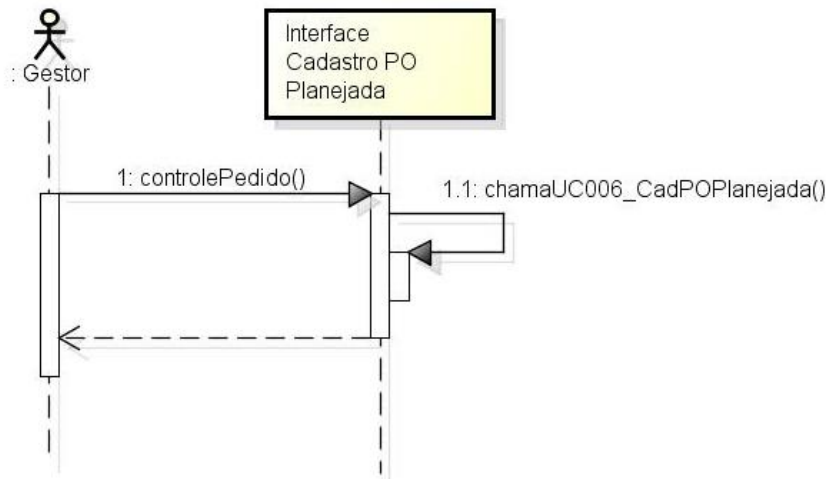 : Gestor
Interface
Cadastro PO
Planejada
1: controlePedido()
1.1: chamaUC006_CadPOPlanejada()